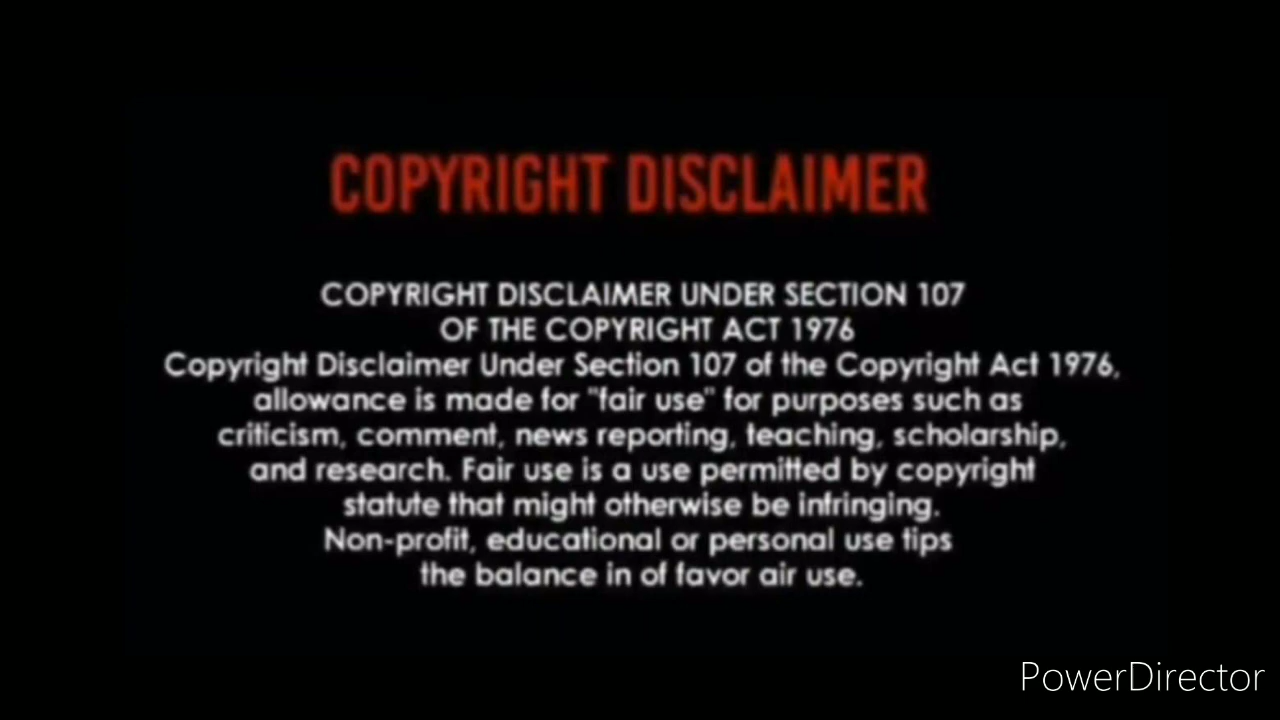 COPYRIGHT DISCLAIMER
COPYRIGHT DISCLAIMER UNDER SECTION 107
OF THE COPYRIGHT ACT 1976
Copyright Disclaimer Under Section 107 of the Copyright Act 1976,
allowance is made for "fair use" for purposes such as
criticism, comment, news reporting, teaching, scholarship,
and research. Fair use is a use permitted by copyright
statute that might otherwise be infringing.
Non-profit, educational or personal use tips
the balance in of favor air use.
PowerDirector